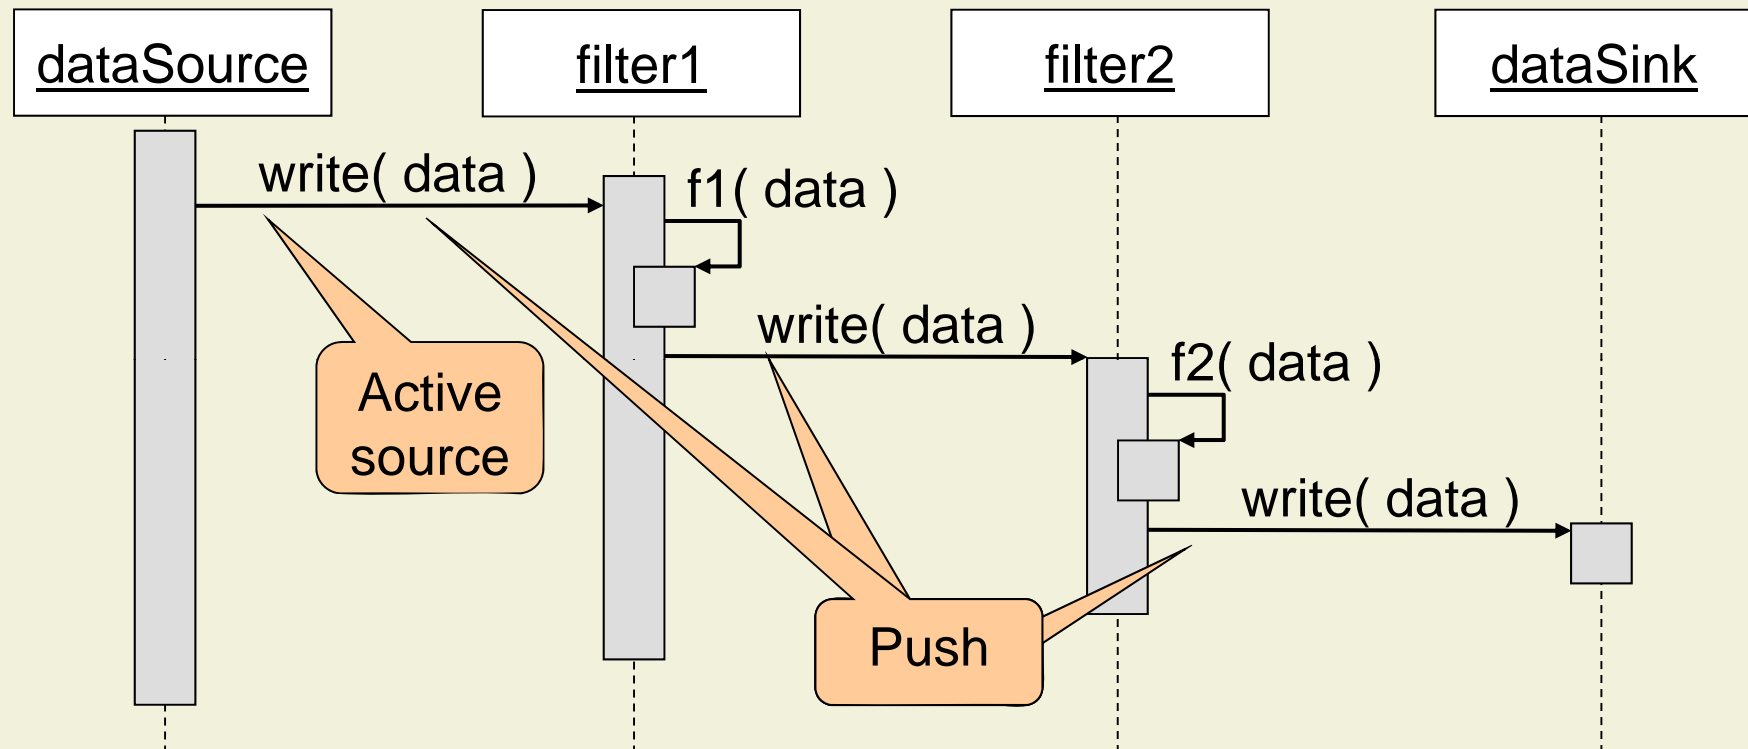 dataSource
filter1
filter2
dataSink
write( data )
f1( data )
write( data )
f2( data )
Active
source
write( data )
Push